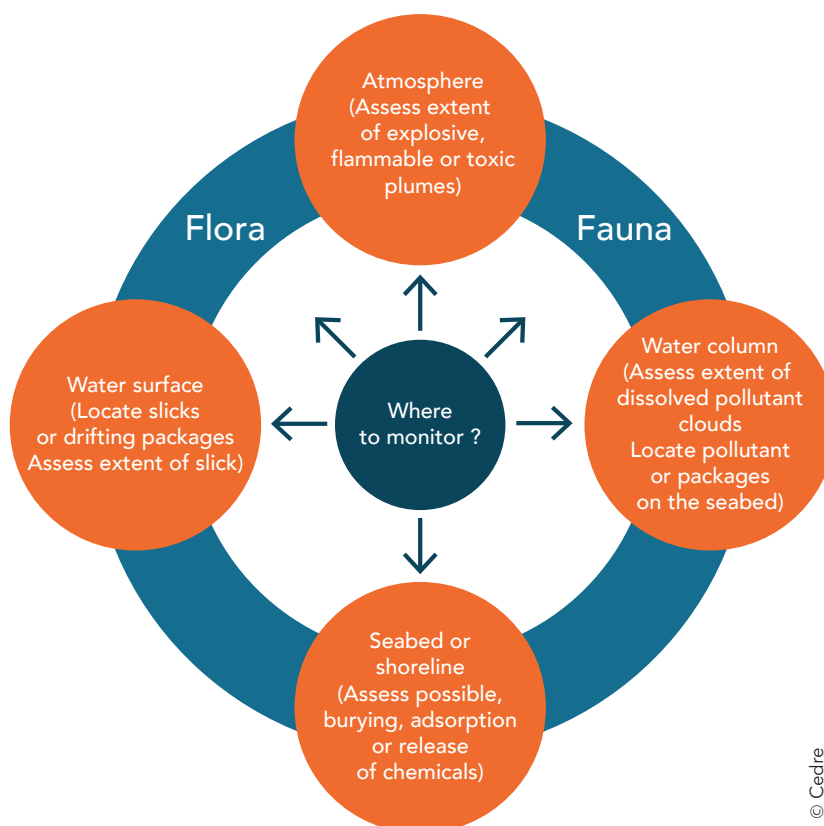 Atmosphere
(Assess extent
of explosive,
flammable or toxic
plumes)
Flora
Fauna
Water surface
(Locate slicks
or drifting packages
Assess extent of slick)
Where
to monitor ?
Water column
(Assess extent of
dissolved pollutant
clouds
Locate pollutant
or packages
on the seabed)
Seabed or
shoreline
(Assess possible,
burying, adsorption
or release
of chemicals)
© Cedre